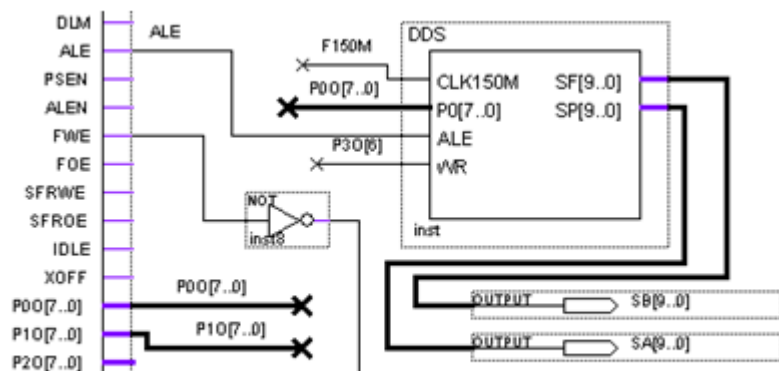 DLM
ALE
ALE
PSEN
ALEN
FWE
FOE
SFRWE
SFROE
IDLE
XOFF
P0O[7..0]
P1O[7..0]
P2O[7..0]
P0O[7..0]
P1O[7..0]
NOT
inst8
F150M
P0O[7..0]
P3O[6]
DDS
CLK150M
SF[9..0]
P0[7..0]
SP[9..0]
ALE
WR
inst
OUTPUT
SB[9..0]
OUTPUT
SA[9..0]